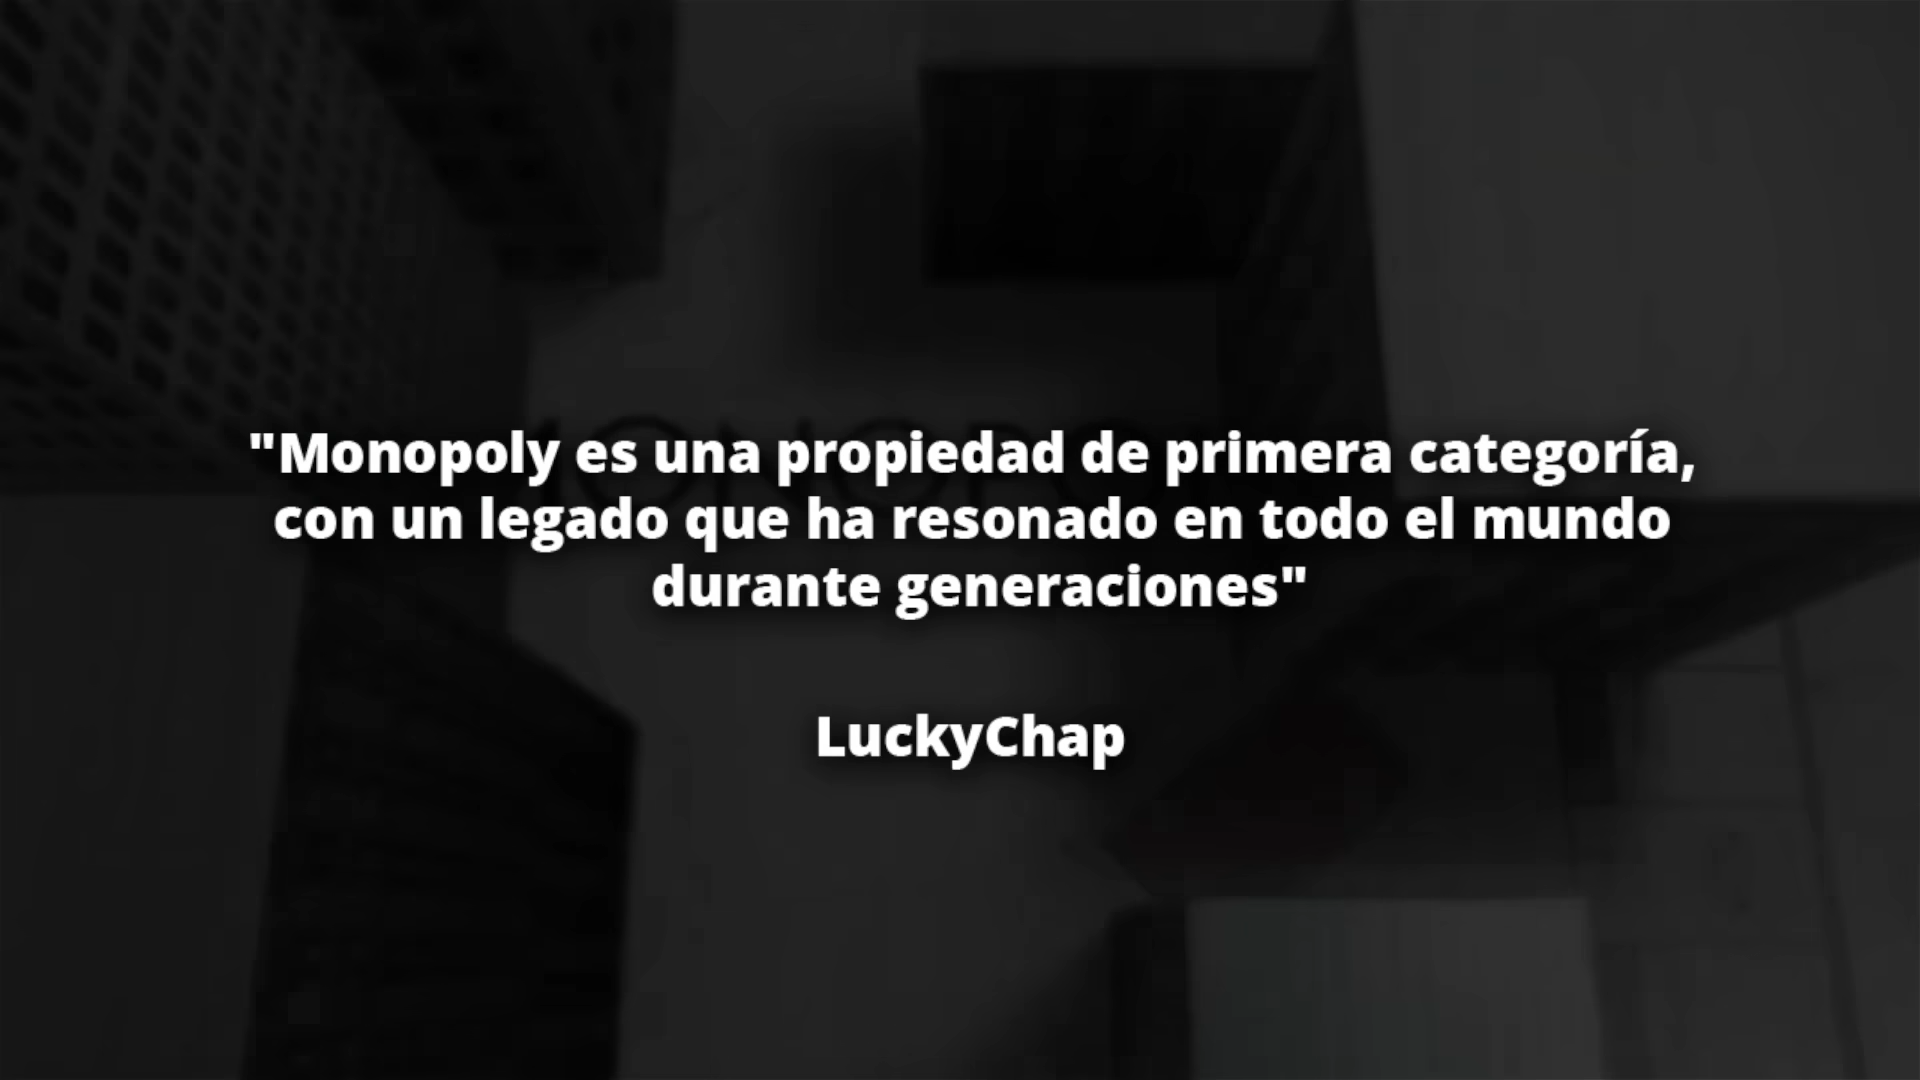 "Monopoly es una propiedad de primera categoría,
con un legado que ha resonado en todo el mundo
durante generaciones"
LuckyChap